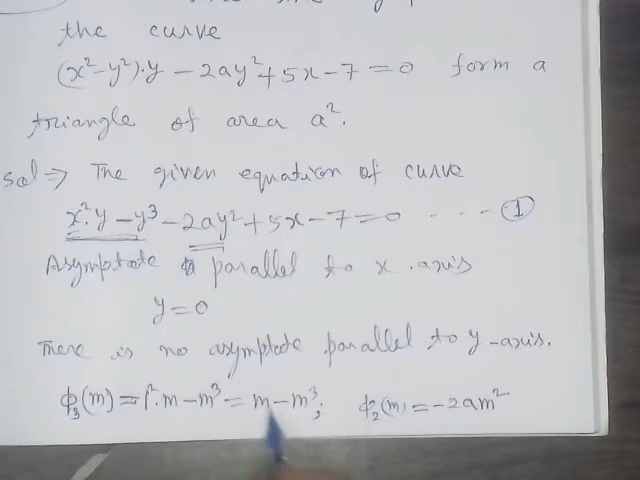 the curve
(x²-y²).y - 2ay² + 5x - 7 = 0 form a
triangle of area a².
Sol ⇒ The given equation of curve
x².y - y³ - 2ay² + 5x - 7 = 0 - - - - ①
Asymptote parallel to x.axis
y = 0
There is no asymptote parallel to y-axis.
ϕ₃(m) = 1².m - m³ = m - m³; ϕ₂(m) = -2am²